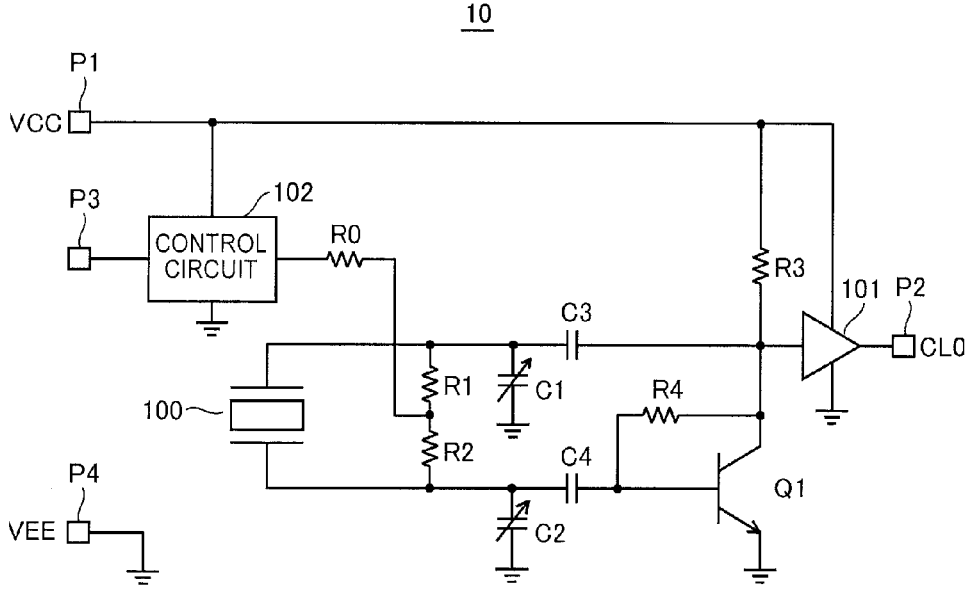 10
P1
VCC
P3
102
CONTROL
CIRCUIT
R0
R3
101
P2
CL0
C3
R1
C1
100
R4
R2
C4
Q1
P4
VEE
C2